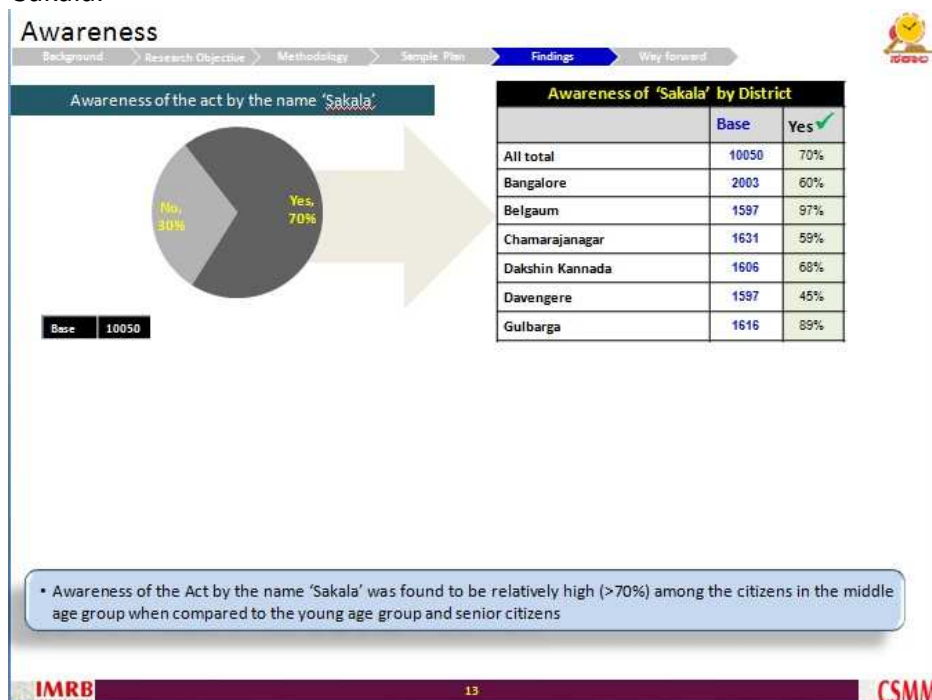 Sakala.
Awareness
Background Research Objective Methodology Sample Plan Findings Way forward
ಸಕಾಲ
Awareness of the act by the name ‘Sakala’
No,
30%
Yes,
70%
Base 10050
Awareness of ‘Sakala’ by District
Base Yes✓
All total 10050 70%
Bangalore 2003 60%
Belgaum 1597 97%
Chamarajanagar 1631 59%
Dakshin Kannada 1606 68%
Davengere 1597 45%
Gulbarga 1616 89%
• Awareness of the Act by the name ‘Sakala’ was found to be relatively high (>70%) among the citizens in the middle
age group when compared to the young age group and senior citizens
IMRB 13 CSMM